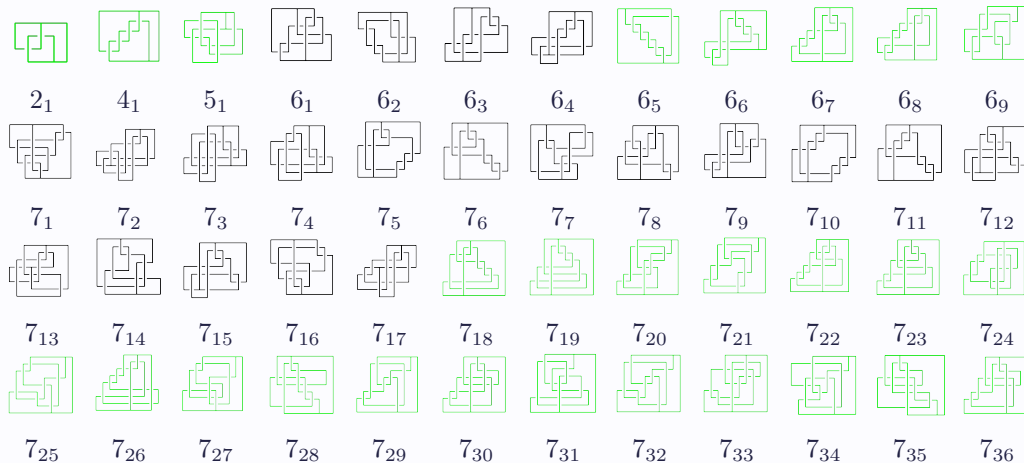 2₁ 4₁ 5₁ 6₁ 6₂ 6₃ 6₄ 6₅ 6₆ 6₇ 6₈ 6₉
7₁ 7₂ 7₃ 7₄ 7₅ 7₆ 7₇ 7₈ 7₉ 7₁₀ 7₁₁ 7₁₂
7₁₃ 7₁₄ 7₁₅ 7₁₆ 7₁₇ 7₁₈ 7₁₉ 7₂₀ 7₂₁ 7₂₂ 7₂₃ 7₂₄
7₂₅ 7₂₆ 7₂₇ 7₂₈ 7₂₉ 7₃₀ 7₃₁ 7₃₂ 7₃₃ 7₃₄ 7₃₅ 7₃₆